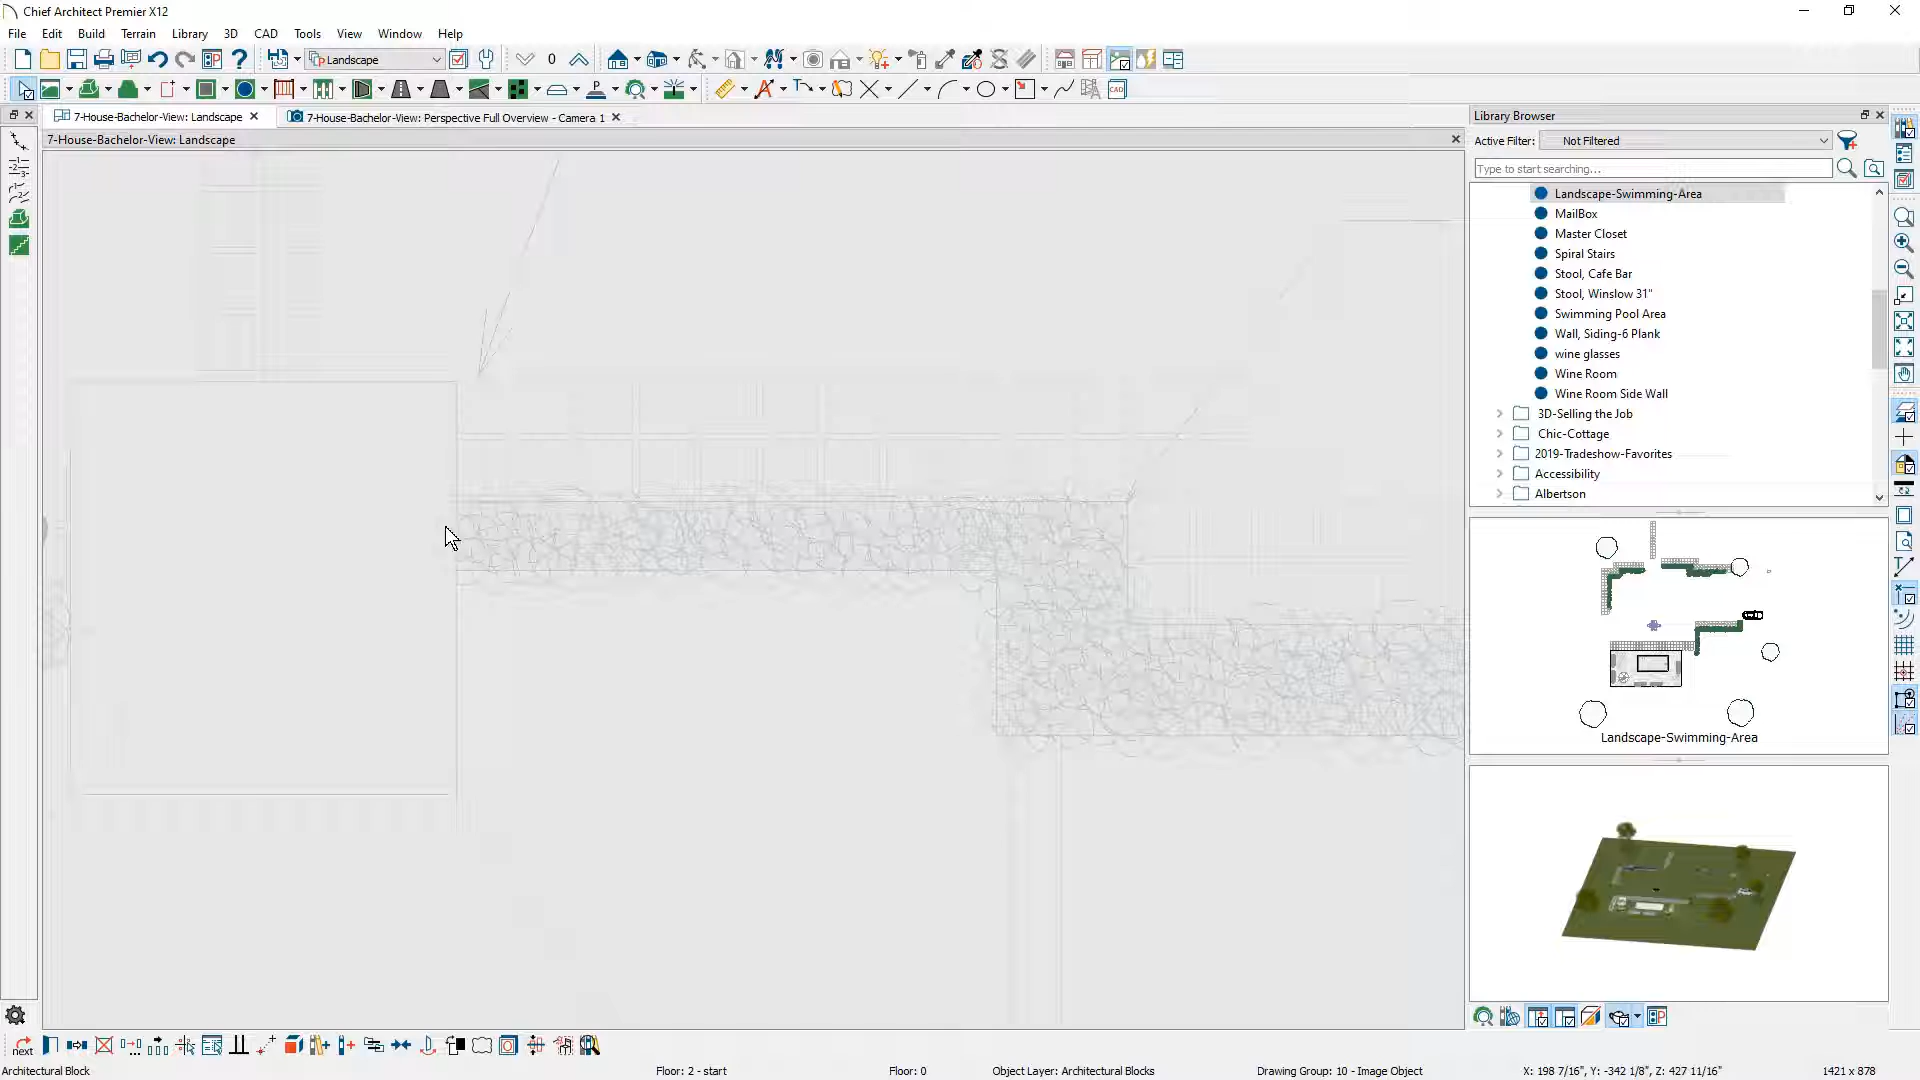 Chief Architect Premier X12
File Edit Build Terrain Library 3D CAD Tools View Window Help
Landscape
0
7-House-Bachelor-View: Landscape
7-House-Bachelor-View: Perspective Full Overview - Camera 1
7-House-Bachelor-View: Landscape
Library Browser
Active Filter: Not Filtered
Type to start searching...
Landscape-Swimming-Area
MailBox
Master Closet
Spiral Stairs
Stool, Cafe Bar
Stool, Winslow 31"
Swimming Pool Area
Wall, Siding-6 Plank
wine glasses
Wine Room
Wine Room Side Wall
3D-Selling the Job
Chic-Cottage
2019-Tradeshow-Favorites
Accessibility
Albertson
Landscape-Swimming-Area
next
Architectural Block
Floor: 2 - start
Floor: 0
Object Layer: Architectural Blocks
Drawing Group: 10 - Image Object
X: 198 7/16", Y: -342 1/8", Z: 427 11/16"
1421 x 878